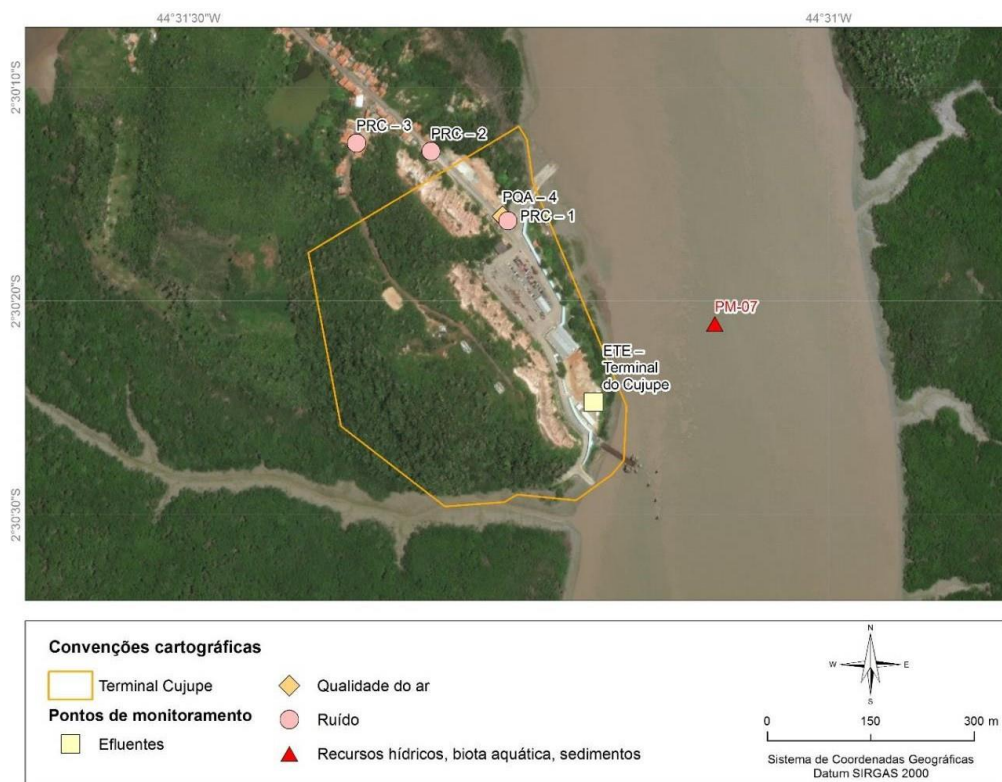 44°31'30"W
44°31'W
2°30'10"S
2°30'20"S
2°30'30"S
PRC – 3
PRC – 2
PQA – 4
PRC – 1
PM-07
ETE –
Terminal
do Cujupe
Convenções cartográficas
Terminal Cujupe
Pontos de monitoramento
Efluentes
Qualidade do ar
Ruído
Recursos hídricos, biota aquática, sedimentos
N
W
E
S
0 150 300 m
Sistema de Coordenadas Geográficas
Datum SIRGAS 2000